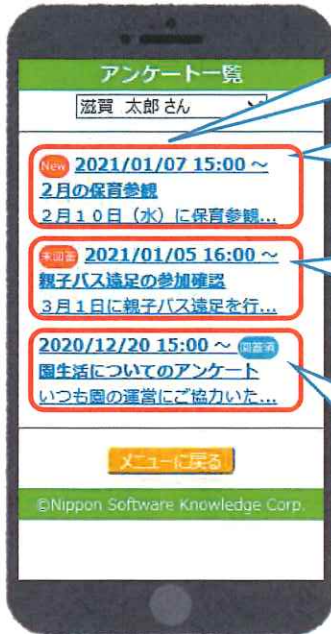 アンケート一覧
滋賀 太郎 さん
New 2021/01/07 15:00 ~
2月の保育参観
2月10日(水)に保育参観...
未回答 2021/01/05 16:00 ~
親子バス遠足の参加確認
3月1日に親子バス遠足を行...
2020/12/20 15:00 ~ 回答済
園生活についてのアンケート
いつも園の運営にご協力いた...
メニューに戻る
©Nippon Software Knowledge Corp.